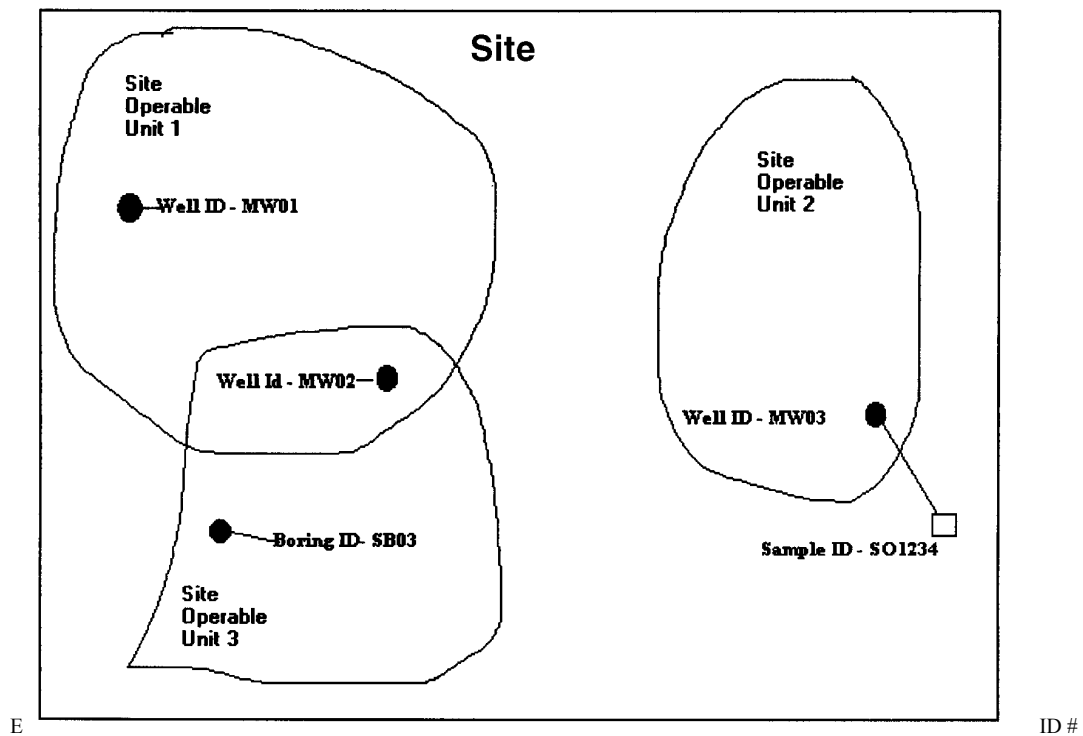 Site
Site
Operable
Unit 1
Site
Operable
Unit 2
Well ID - MW01
Well Id - MW02
Well ID - MW03
Boring ID- SB03
Sample ID - SO1234
Site
Operable
Unit 3
E
ID #